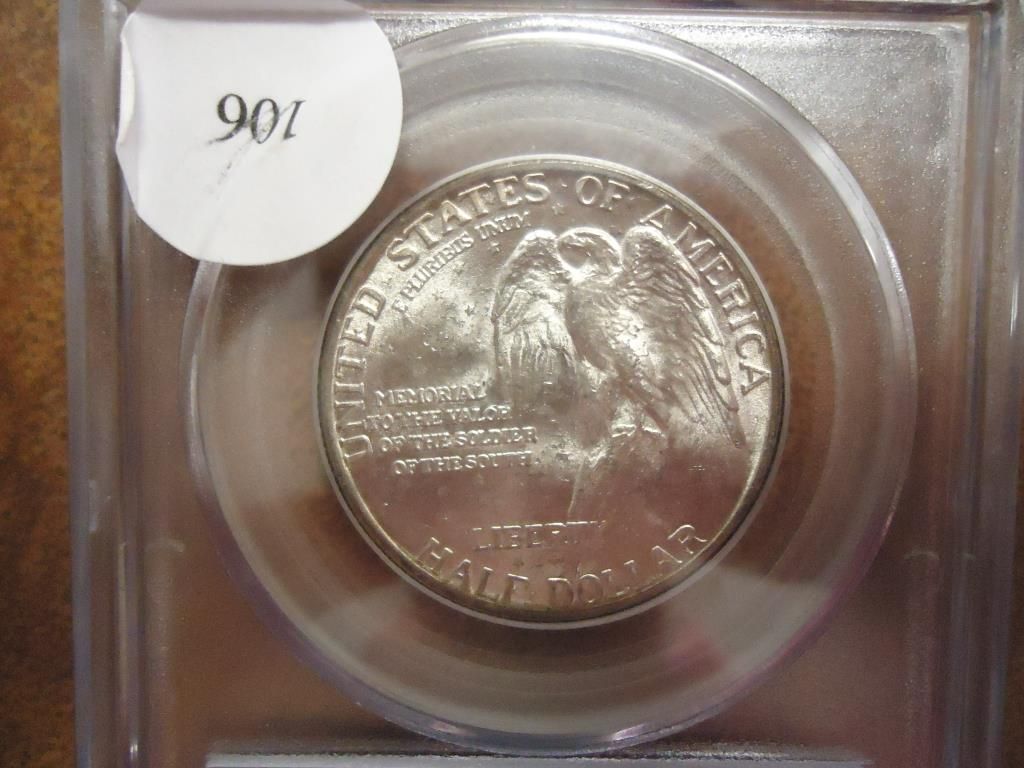 106
UNITED STATES OF AMERICA
E PLURIBUS UNUM
MEMORIAL
TO THE VALOR
OF THE SOLDIER
OF THE SOUTH
LIBERTY
HALF DOLLAR